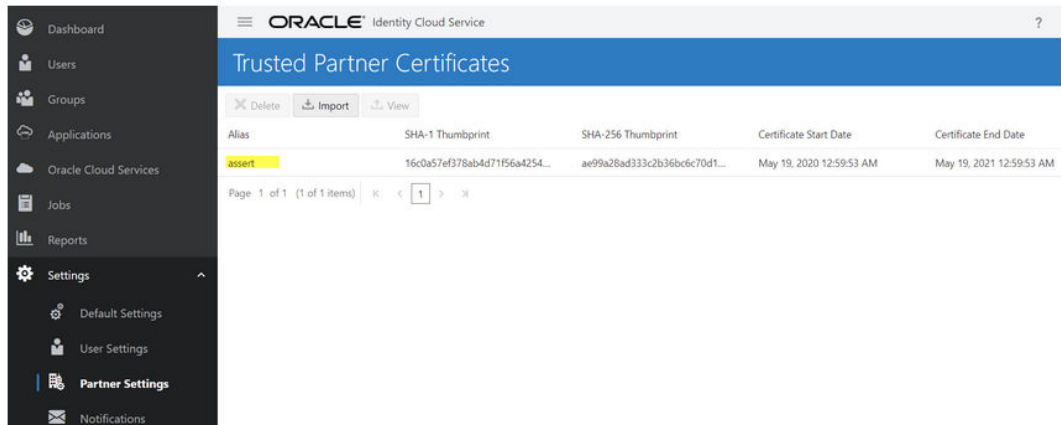 Dashboard
Users
Groups
Applications
Oracle Cloud Services
Jobs
Reports
Settings
Default Settings
User Settings
Partner Settings
Notifications
ORACLE® Identity Cloud Service
?
Trusted Partner Certificates
Delete Import View
Alias SHA-1 Thumbprint SHA-256 Thumbprint Certificate Start Date Certificate End Date
assert 16c0a57ef378ab4d71f56a4254... ae99a28ad333c2b36bc6c70d1... May 19, 2020 12:59:53 AM May 19, 2021 12:59:53 AM
Page 1 of 1 (1 of 1 items) 1